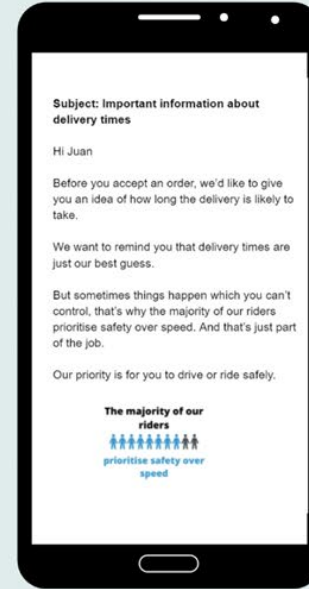 Subject: Important information about
delivery times
Hi Juan
Before you accept an order, we'd like to give
you an idea of how long the delivery is likely to
take.
We want to remind you that delivery times are
just our best guess.
But sometimes things happen which you can't
control, that's why the majority of our riders
prioritise safety over speed. And that's just part
of the job.
Our priority is for you to drive or ride safely.
The majority of our
riders
prioritise safety over
speed